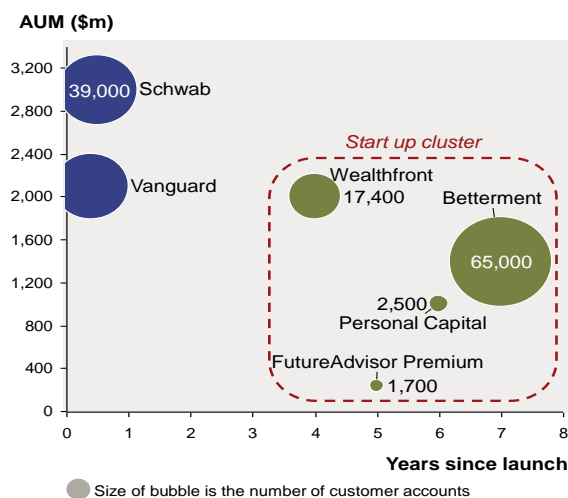 AUM ($m)
3,200
2,800
2,400
2,000
1,600
1,200
800
400
0
39,000 Schwab
Vanguard
Start up cluster
Wealthfront
17,400
Betterment
65,000
2,500
Personal Capital
FutureAdvisor Premium
1,700
0 1 2 3 4 5 6 7 8
Years since launch
Size of bubble is the number of customer accounts